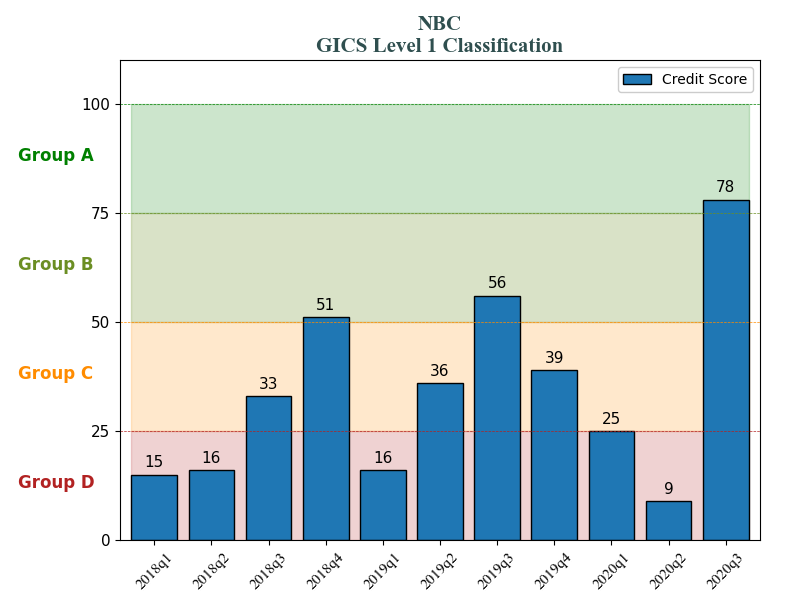 NBC
GICS Level 1 Classification
Credit Score
100
Group A
78
75
Group B
56
51
50
Group C
39
36
33
25
25
Group D
16
16
15
9
0
2018q1 2018q2 2018q3 2018q4 2019q1 2019q2 2019q3 2019q4 2020q1 2020q2 2020q3